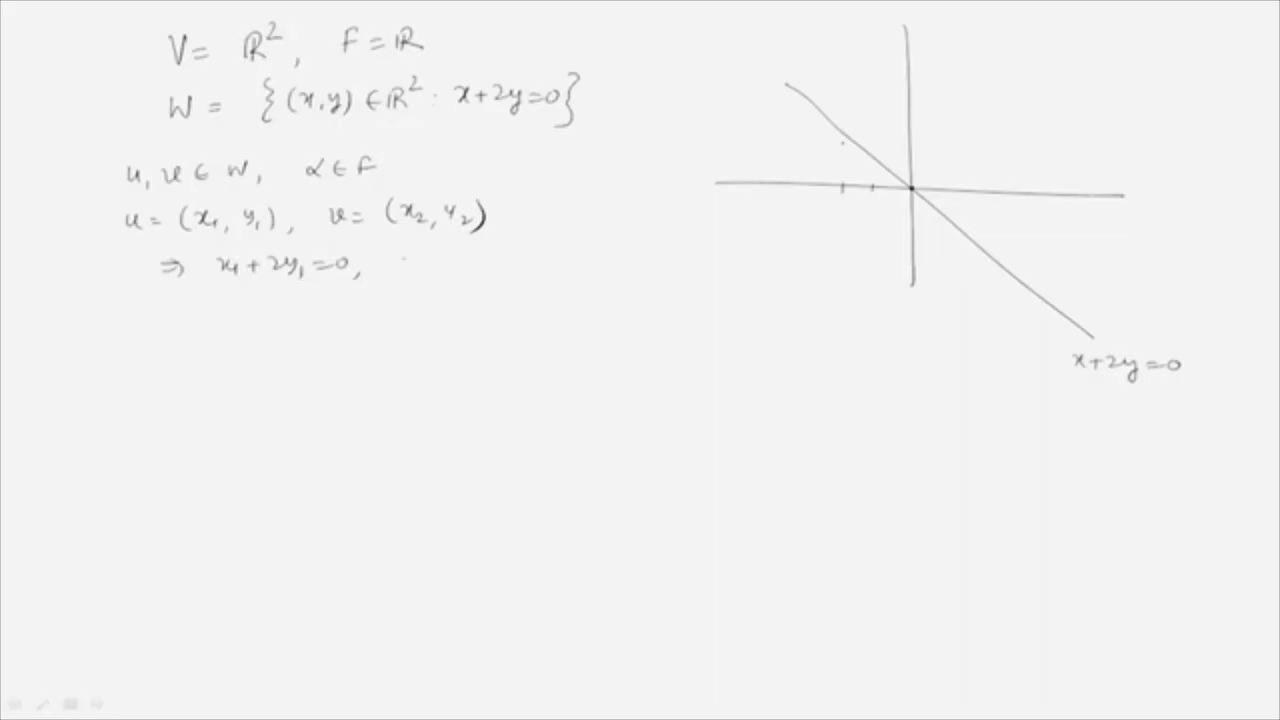 V = ℝ², F = ℝ
W = {(x,y) ∈ ℝ² : x+2y=0}
u, v ∈ W, α ∈ F
u = (x₁, y₁), v = (x₂, y₂)
⇒ x₁ + 2y₁ = 0,
x+2y=0